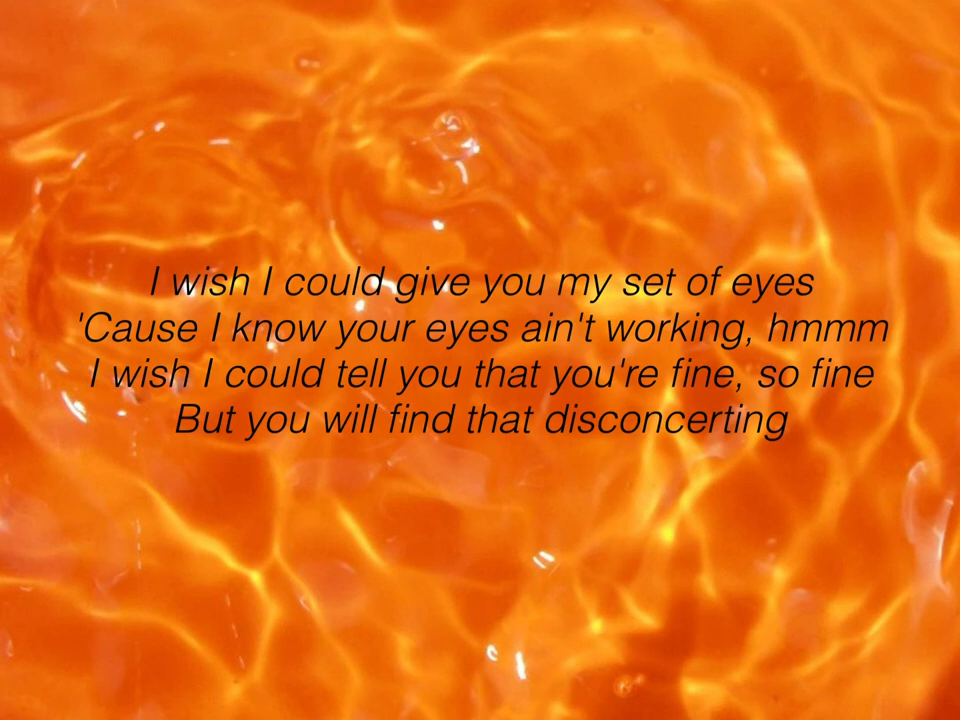 I wish I could give you my set of eyes
'Cause I know your eyes ain't working, hmmm
I wish I could tell you that you're fine, so fine
But you will find that disconcerting